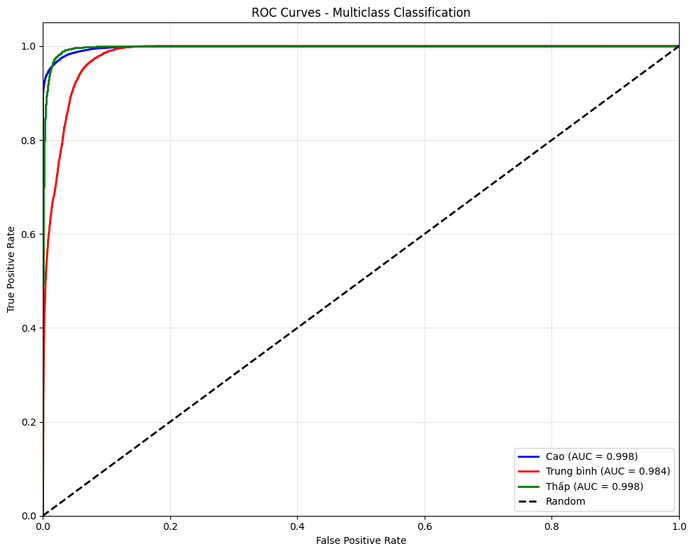 ROC Curves - Multiclass Classification
True Positive Rate
1.0
0.8
0.6
0.4
0.2
0.0
0.0
0.2
0.4
0.6
0.8
1.0
False Positive Rate
Cao (AUC = 0.998)
Trung bình (AUC = 0.984)
Thấp (AUC = 0.998)
Random